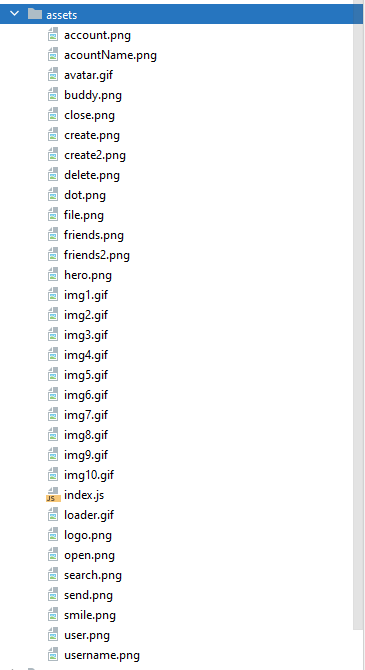 assets
account.png
acountName.png
avatar.gif
buddy.png
close.png
create.png
create2.png
delete.png
dot.png
file.png
friends.png
friends2.png
hero.png
img1.gif
img2.gif
img3.gif
img4.gif
img5.gif
img6.gif
img7.gif
img8.gif
img9.gif
img10.gif
JS index.js
loader.gif
logo.png
open.png
search.png
send.png
smile.png
user.png
username.png